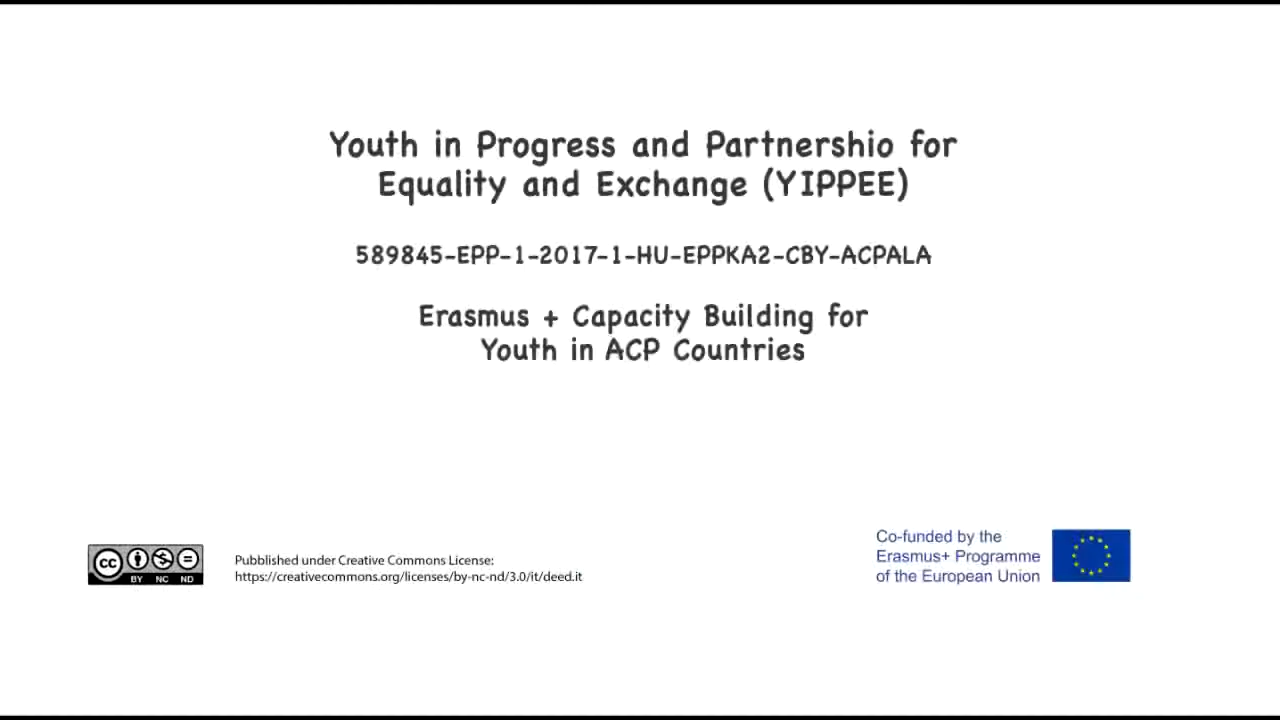 Youth in Progress and Partnershio for
Equality and Exchange (YIPPEE)
589845-EPP-1-2017-1-HU-EPPKA2-CBY-ACPALA
Erasmus + Capacity Building for
Youth in ACP Countries
cc
BY NC ND
Pubblished under Creative Commons License:
https://creativecommons.org/licenses/by-nc-nd/3.0/it/deed.it
Co-funded by the
Erasmus+ Programme
of the European Union